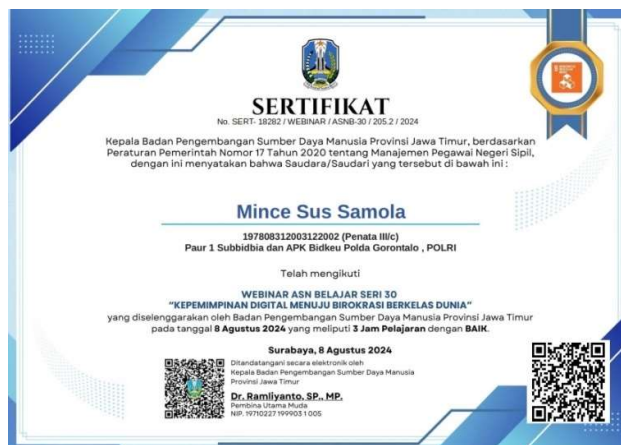 SERTIFIKAT
No. SERT- 18282 / WEBINAR / ASNB-30 / 205.2 / 2024
Kepala Badan Pengembangan Sumber Daya Manusia Provinsi Jawa Timur, berdasarkan
Peraturan Pemerintah Nomor 17 Tahun 2020 tentang Manajemen Pegawai Negeri Sipil,
dengan ini menyatakan bahwa Saudara/Saudari yang tersebut di bawah ini :
Mince Sus Samola
197808312003122002 (Penata III/c)
Paur 1 Subbidbia dan APK Bidkeu Polda Gorontalo , POLRI
Telah mengikuti
WEBINAR ASN BELAJAR SERI 30
"KEPEMIMPINAN DIGITAL MENUJU BIROKRASI BERKELAS DUNIA"
yang diselenggarakan oleh Badan Pengembangan Sumber Daya Manusia Provinsi Jawa Timur
pada tanggal 8 Agustus 2024 yang meliputi 3 Jam Pelajaran dengan BAIK.
Surabaya, 8 Agustus 2024
Ditandatangani secara elektronik oleh
Kepala Badan Pengembangan Sumber Daya Manusia
Provinsi Jawa Timur
Dr. Ramliyanto, SP., MP.
Pembina Utama Muda
NIP. 19710227 199903 1 005